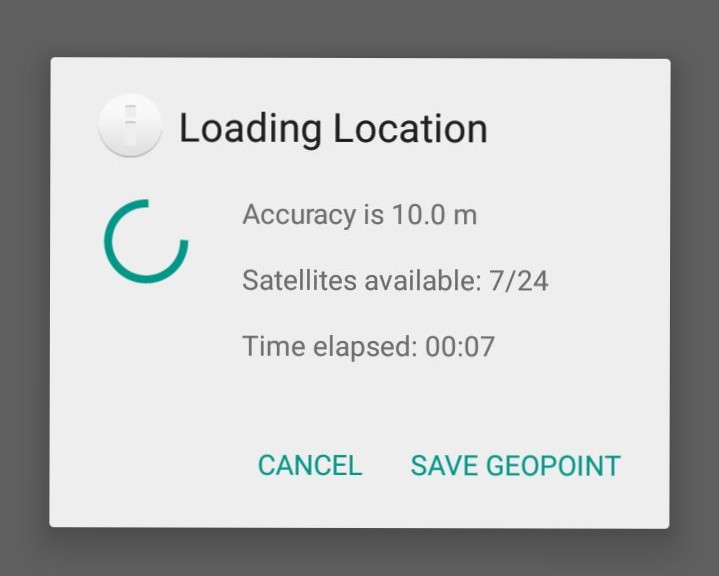 Loading Location
Accuracy is 10.0 m
Satellites available: 7/24
Time elapsed: 00:07
CANCEL SAVE GEOPOINT